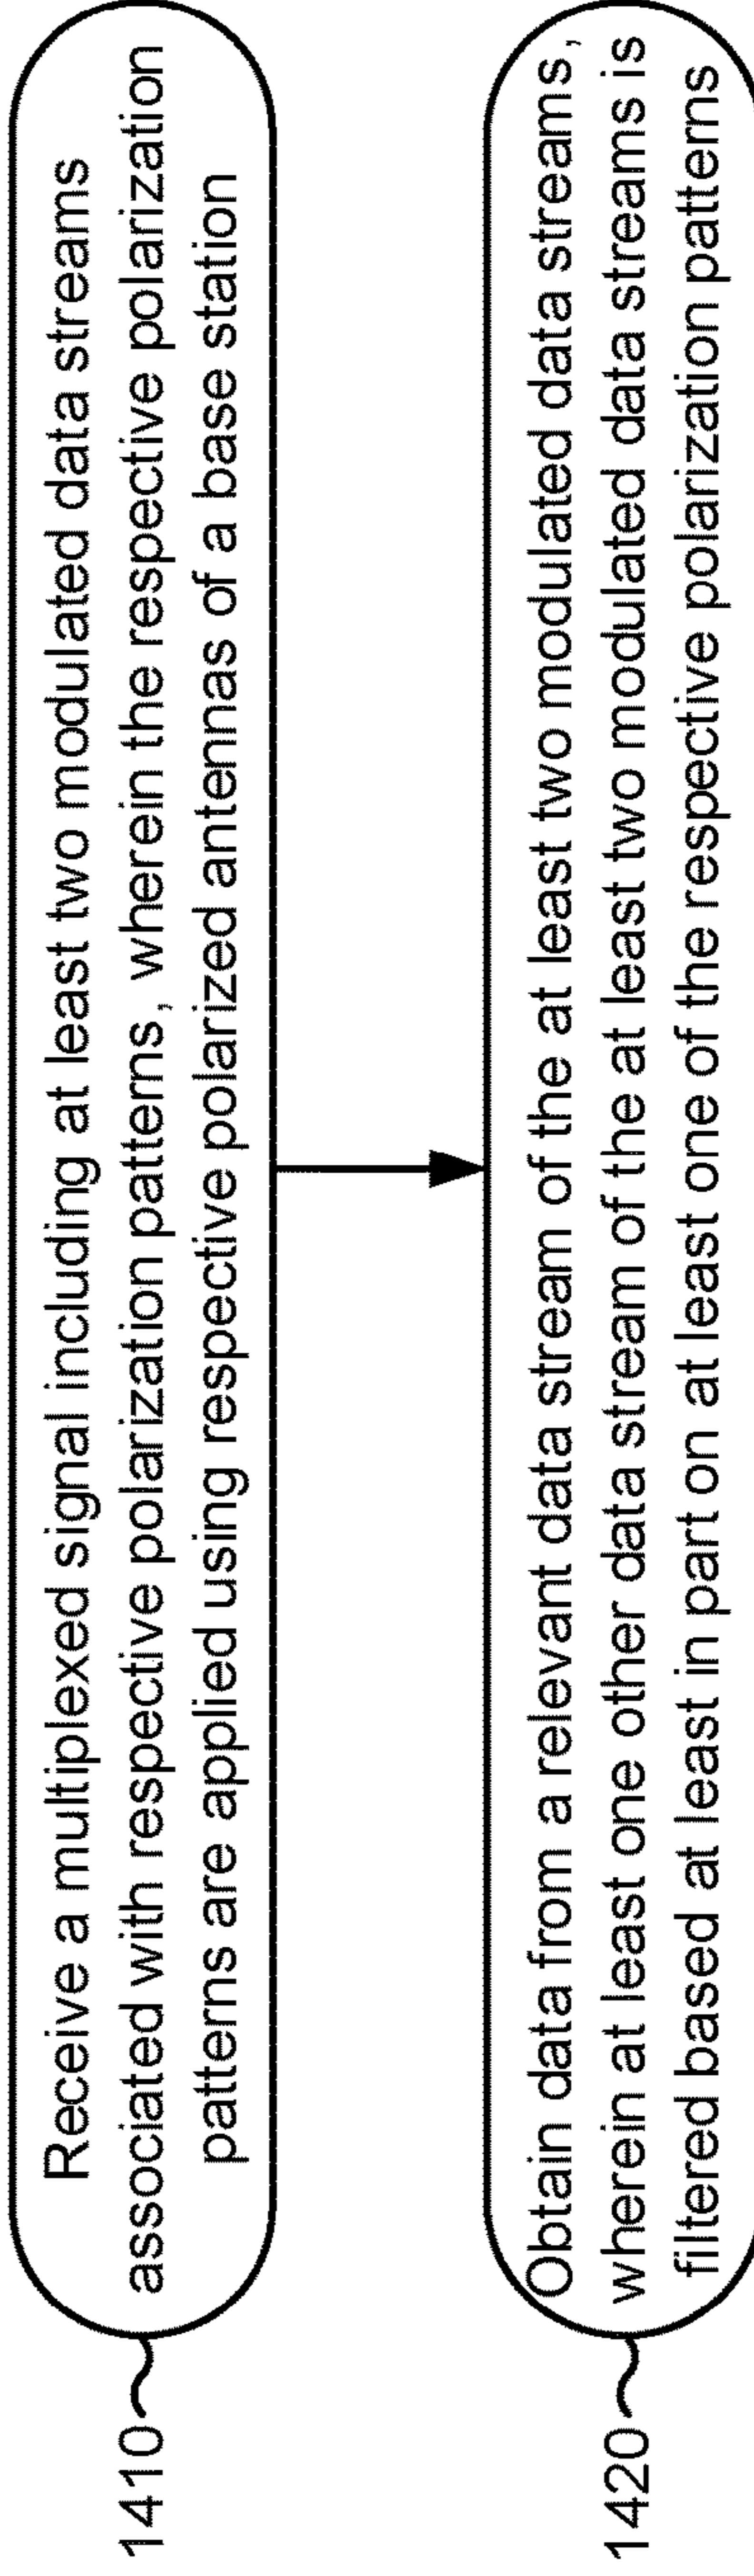 1410
Receive a multiplexed signal including at least two modulated data streams
associated with respective polarization patterns, wherein the respective polarization
patterns are applied using respective polarized antennas of a base station
1420
Obtain data from a relevant data stream of the at least two modulated data streams,
wherein at least one other data stream of the at least two modulated data streams is
filtered based at least in part on at least one of the respective polarization patterns